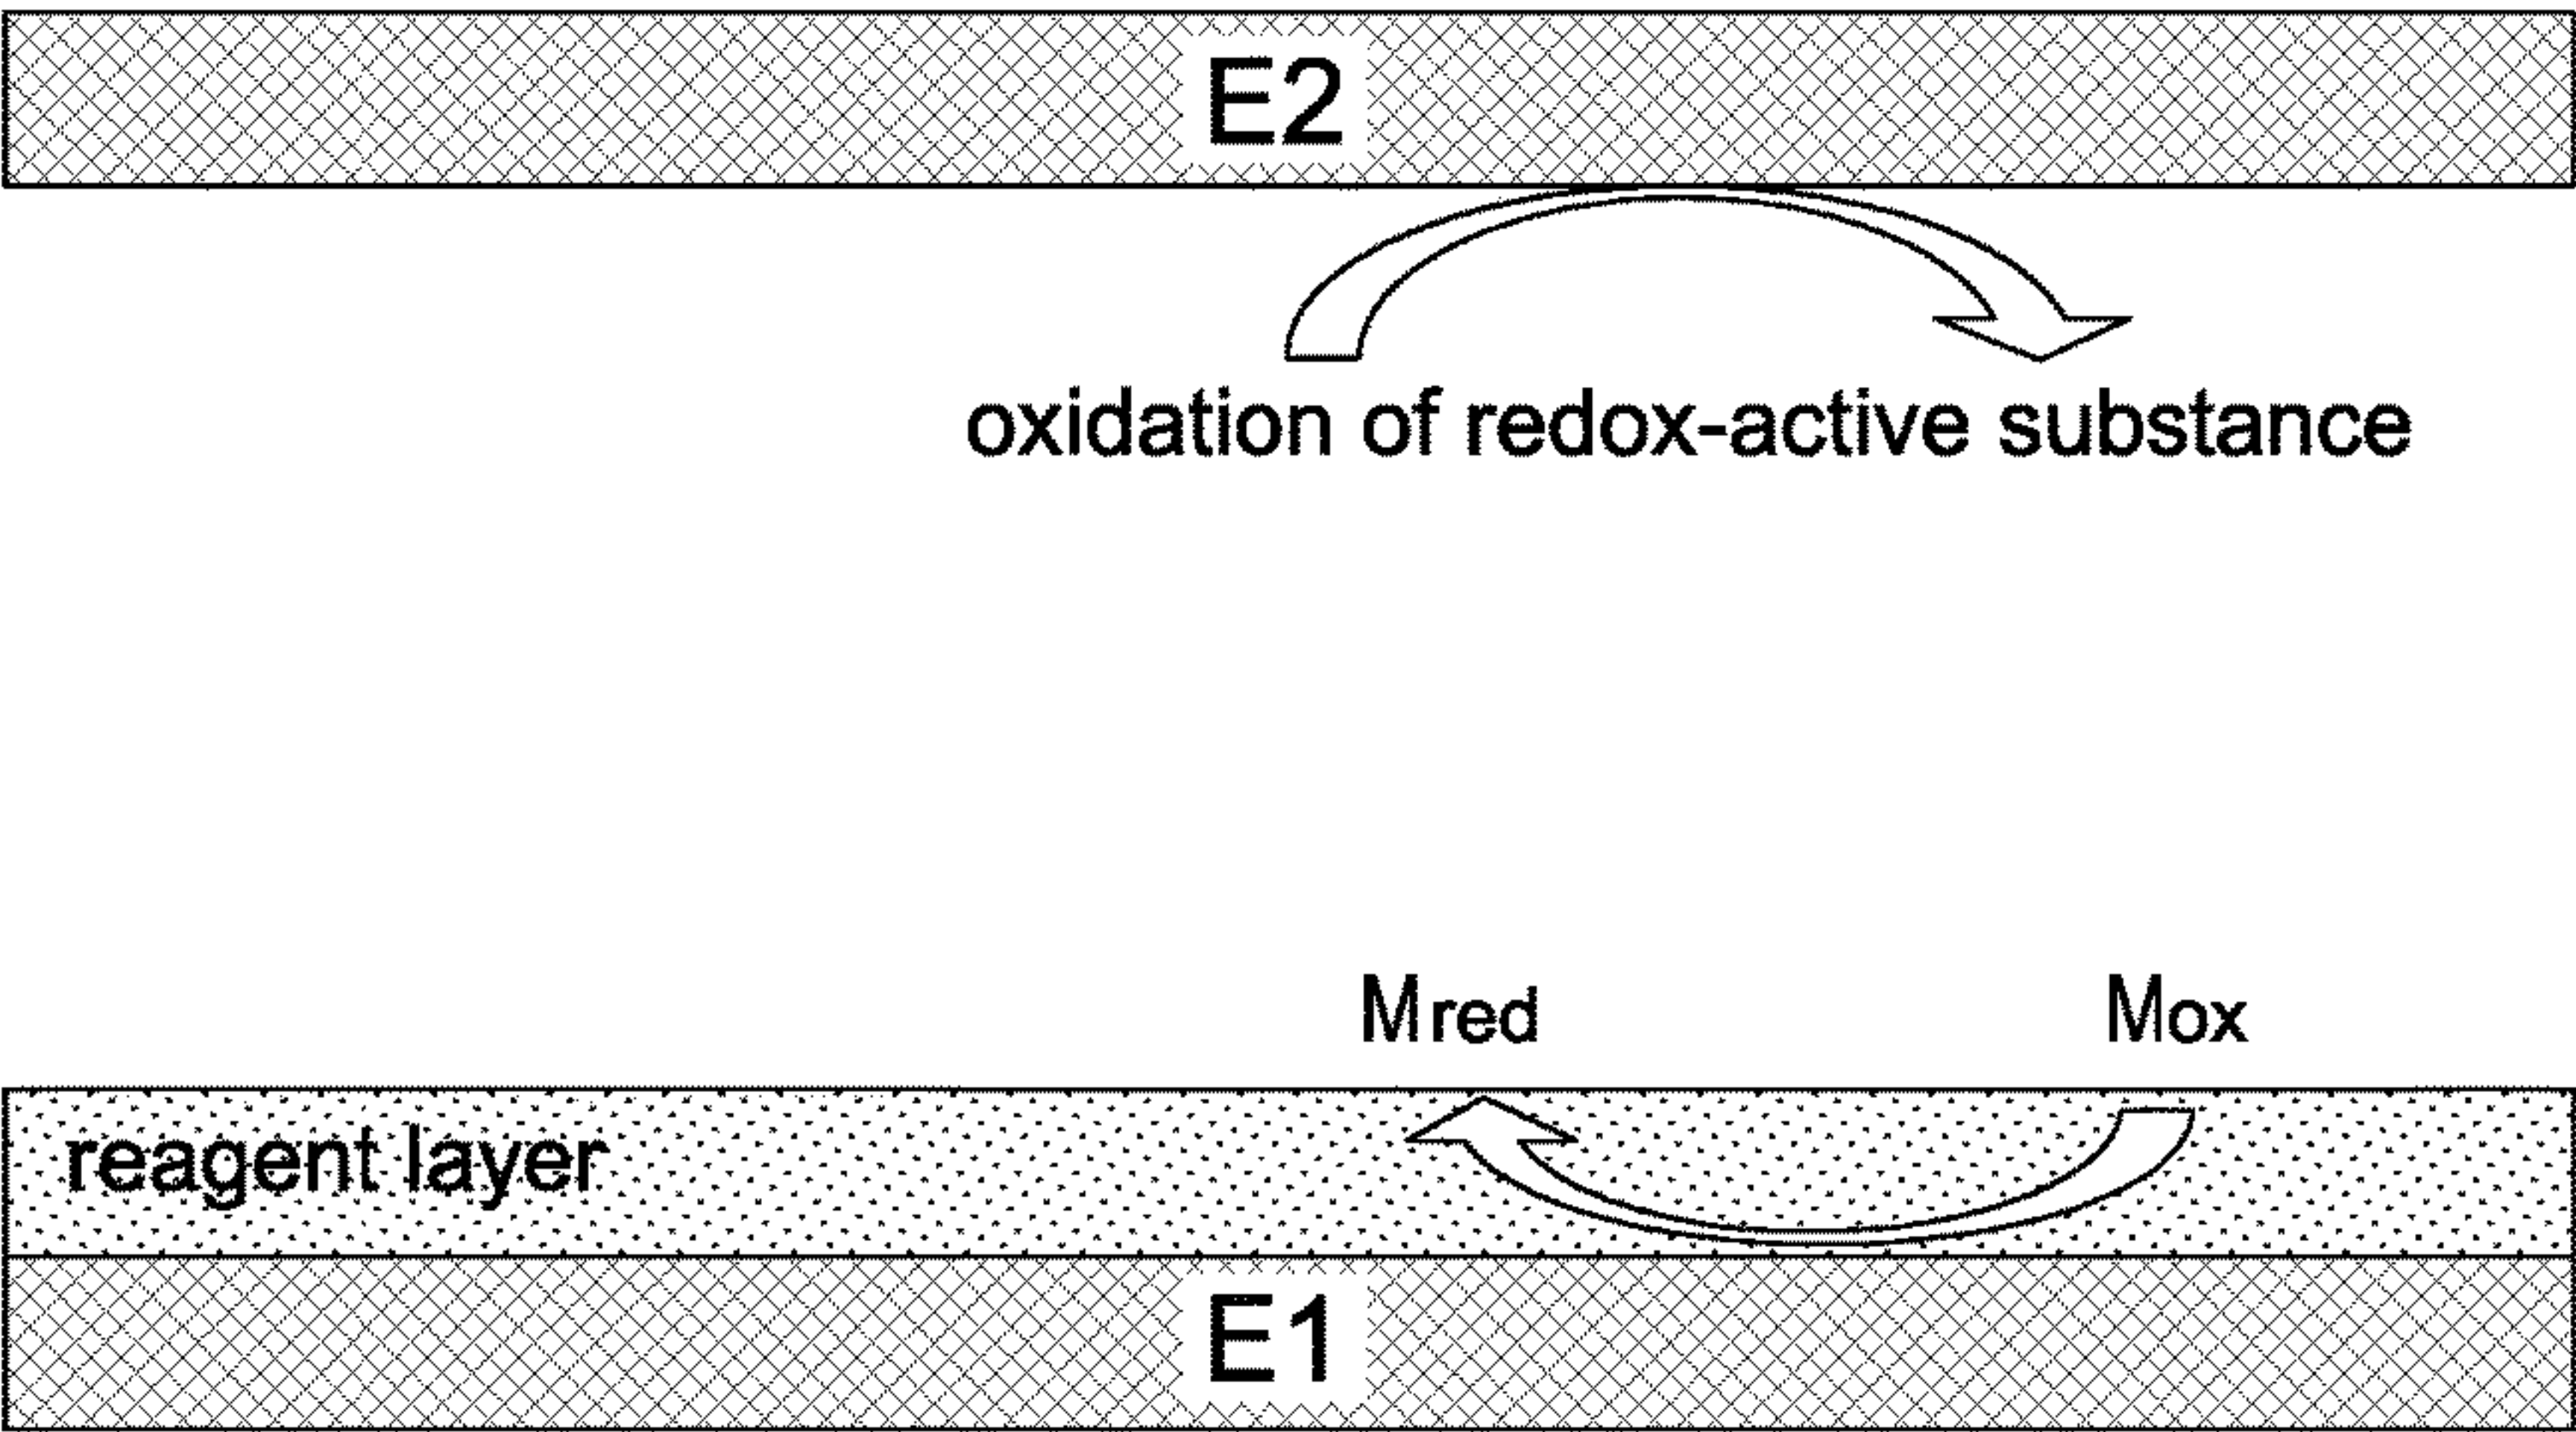 E2
oxidation of redox-active substance
Mred Mox
reagent layer
E1